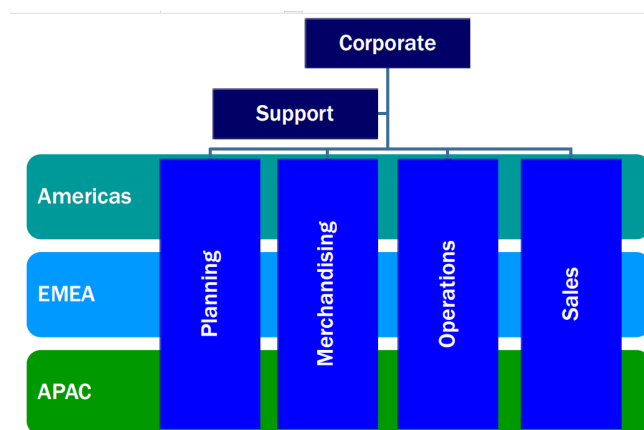 Corporate
Support
Americas
EMEA
APAC
Planning
Merchandising
Operations
Sales